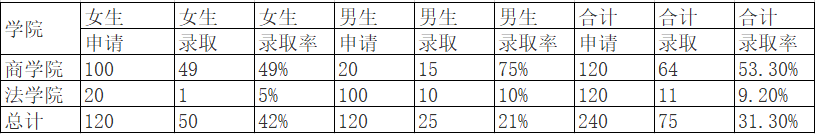 学院 女生 女生 女生 男生 男生 男生 合计 合计 合计
申请 录取 录取率 申请 录取 录取率 申请 录取 录取率
商学院 100 49 49% 20 15 75% 120 64 53.30%
法学院 20 1 5% 100 10 10% 120 11 9.20%
总计 120 50 42% 120 25 21% 240 75 31.30%